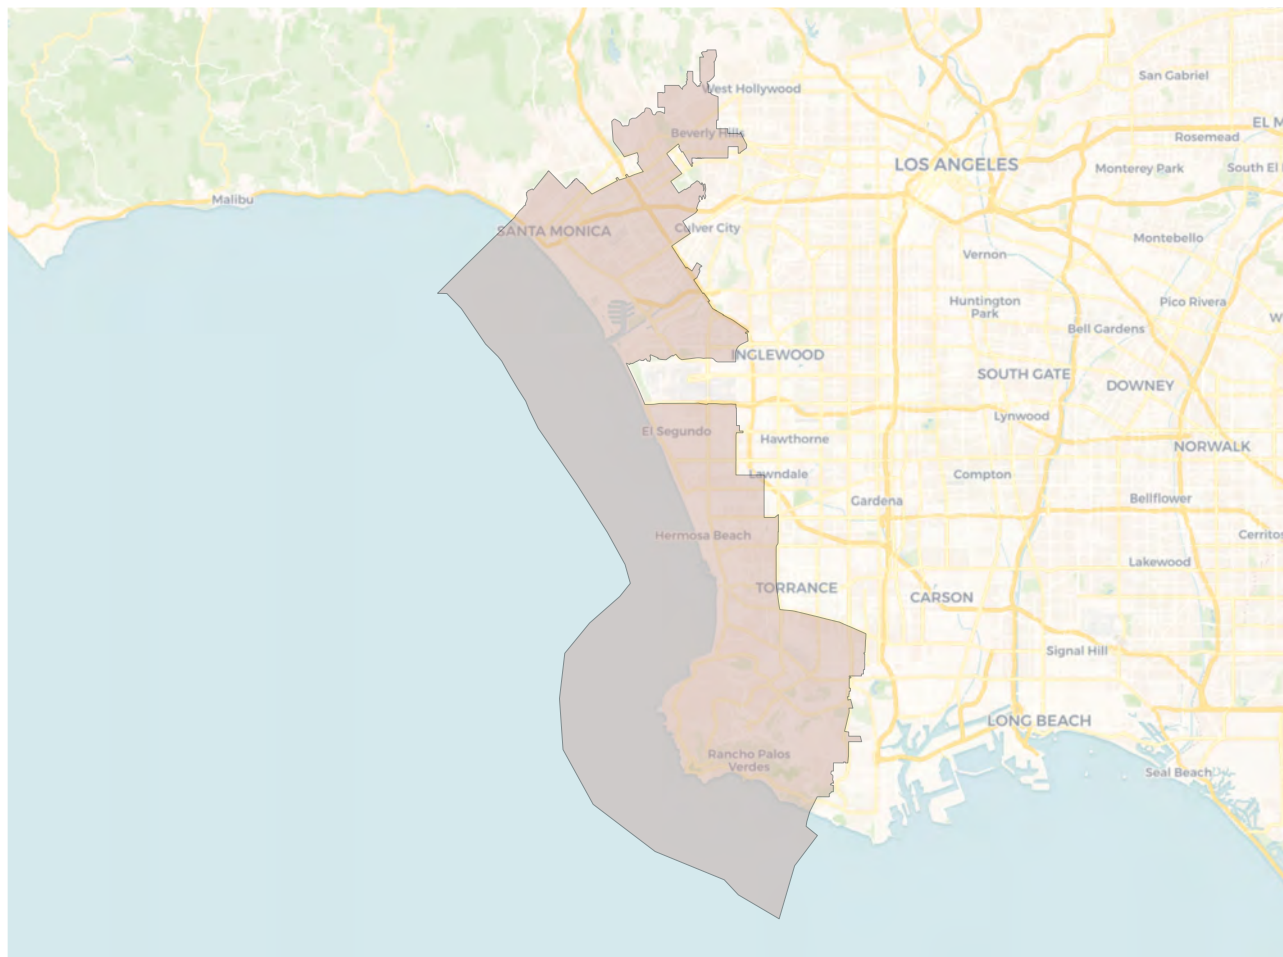 San Gabriel
West Hollywood
EL M
Beverly Hills
Rosemead
LOS ANGELES
Monterey Park
South El
Malibu
SANTA MONICA
Culver City
Montebello
Vernon
Huntington
Park
Pico Rivera
W
Bell Gardens
INGLEWOOD
SOUTH GATE
DOWNEY
Lynwood
El Segundo
Hawthorne
NORWALK
Lawndale
Compton
Gardena
Bellflower
Hermosa Beach
Cerritos
Lakewood
TORRANCE
CARSON
Signal Hill
LONG BEACH
Rancho Palos
Verdes
Seal Beach